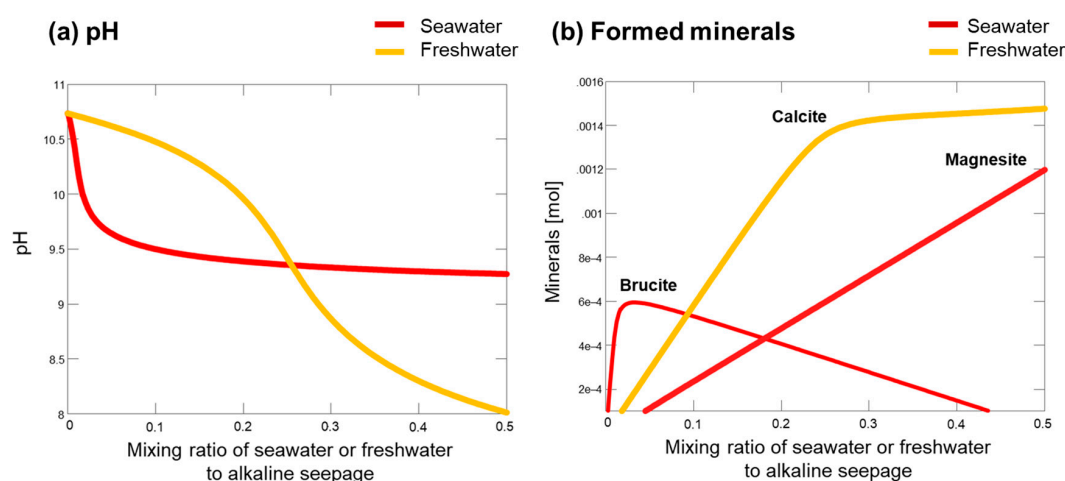 (a) pH
Seawater
Freshwater
11
10.5
10
9.5
9
8.5
8
pH
0
0.1
0.2
0.3
0.4
0.5
Mixing ratio of seawater or freshwater
to alkaline seepage
(b) Formed minerals
Seawater
Freshwater
.0016
.0014
.0012
.001
8e-4
6e-4
4e-4
2e-4
Minerals [mol]
Calcite
Magnesite
Brucite
0
0.1
0.2
0.3
0.4
0.5
Mixing ratio of seawater or freshwater
to alkaline seepage